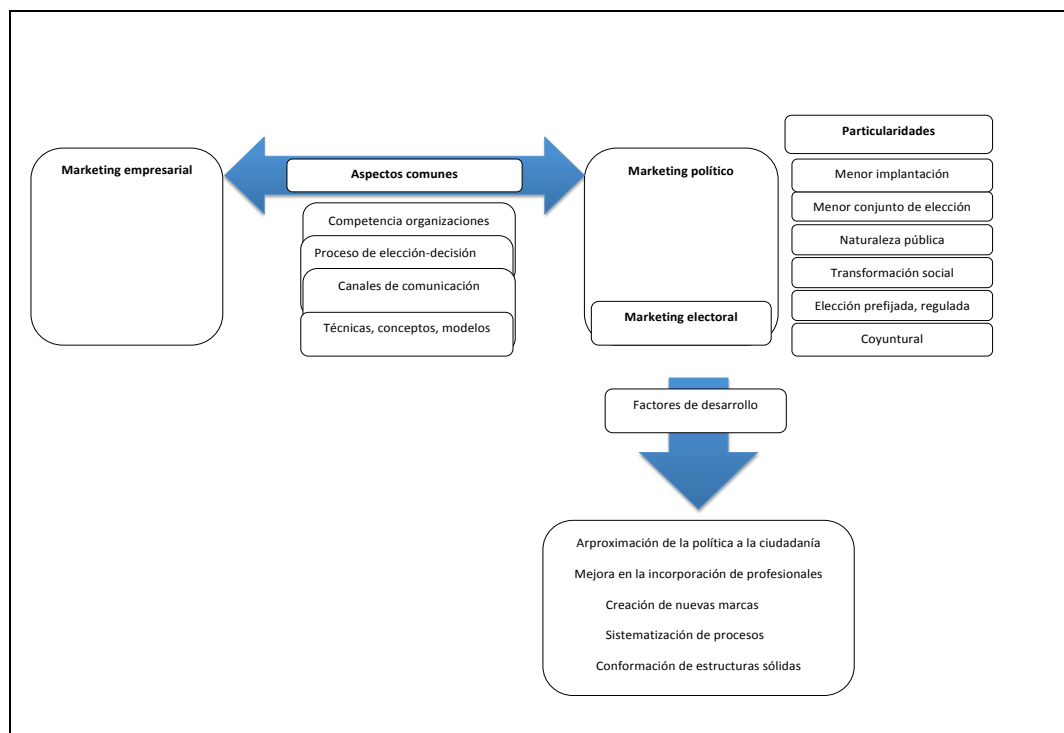 Marketing empresarial
Aspectos comunes
Competencia organizaciones
Proceso de elección-decisión
Canales de comunicación
Técnicas, conceptos, modelos
Marketing político
Marketing electoral
Particularidades
Menor implantación
Menor conjunto de elección
Naturaleza pública
Transformación social
Elección prefijada, regulada
Coyuntural
Factores de desarrollo
Arproximación de la política a la ciudadanía
Mejora en la incorporación de profesionales
Creación de nuevas marcas
Sistematización de procesos
Conformación de estructuras sólidas